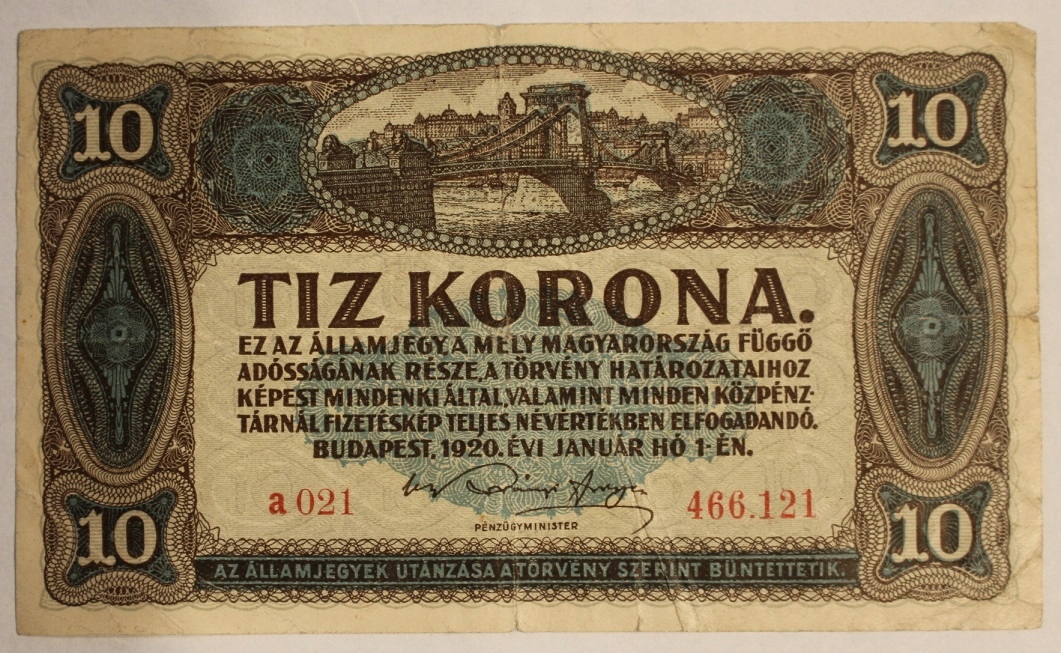 10 10
TIZ KORONA.
EZ AZ ÁLLAMJEGY, A MELY MAGYARORSZÁG FÜGGŐ
ADÓSSÁGÁNAK RÉSZE, A TÖRVÉNY HATÁROZATAIHOZ
KÉPEST MINDENKI ÁLTAL, VALAMINT MINDEN KÖZPÉNZ-
TÁRNÁL FIZETÉSKÉP TELJES NÉVÉRTÉKBEN ELFOGADANDÓ.
BUDAPEST, 1920. ÉVI JANUÁR HÓ 1-ÉN.
a 021 466.121
PÉNZÜGYMINISTER
10 10
AZ ÁLLAMJEGYEK UTÁNZÁSA A TÖRVÉNY SZERINT BÜNTETTETIK.